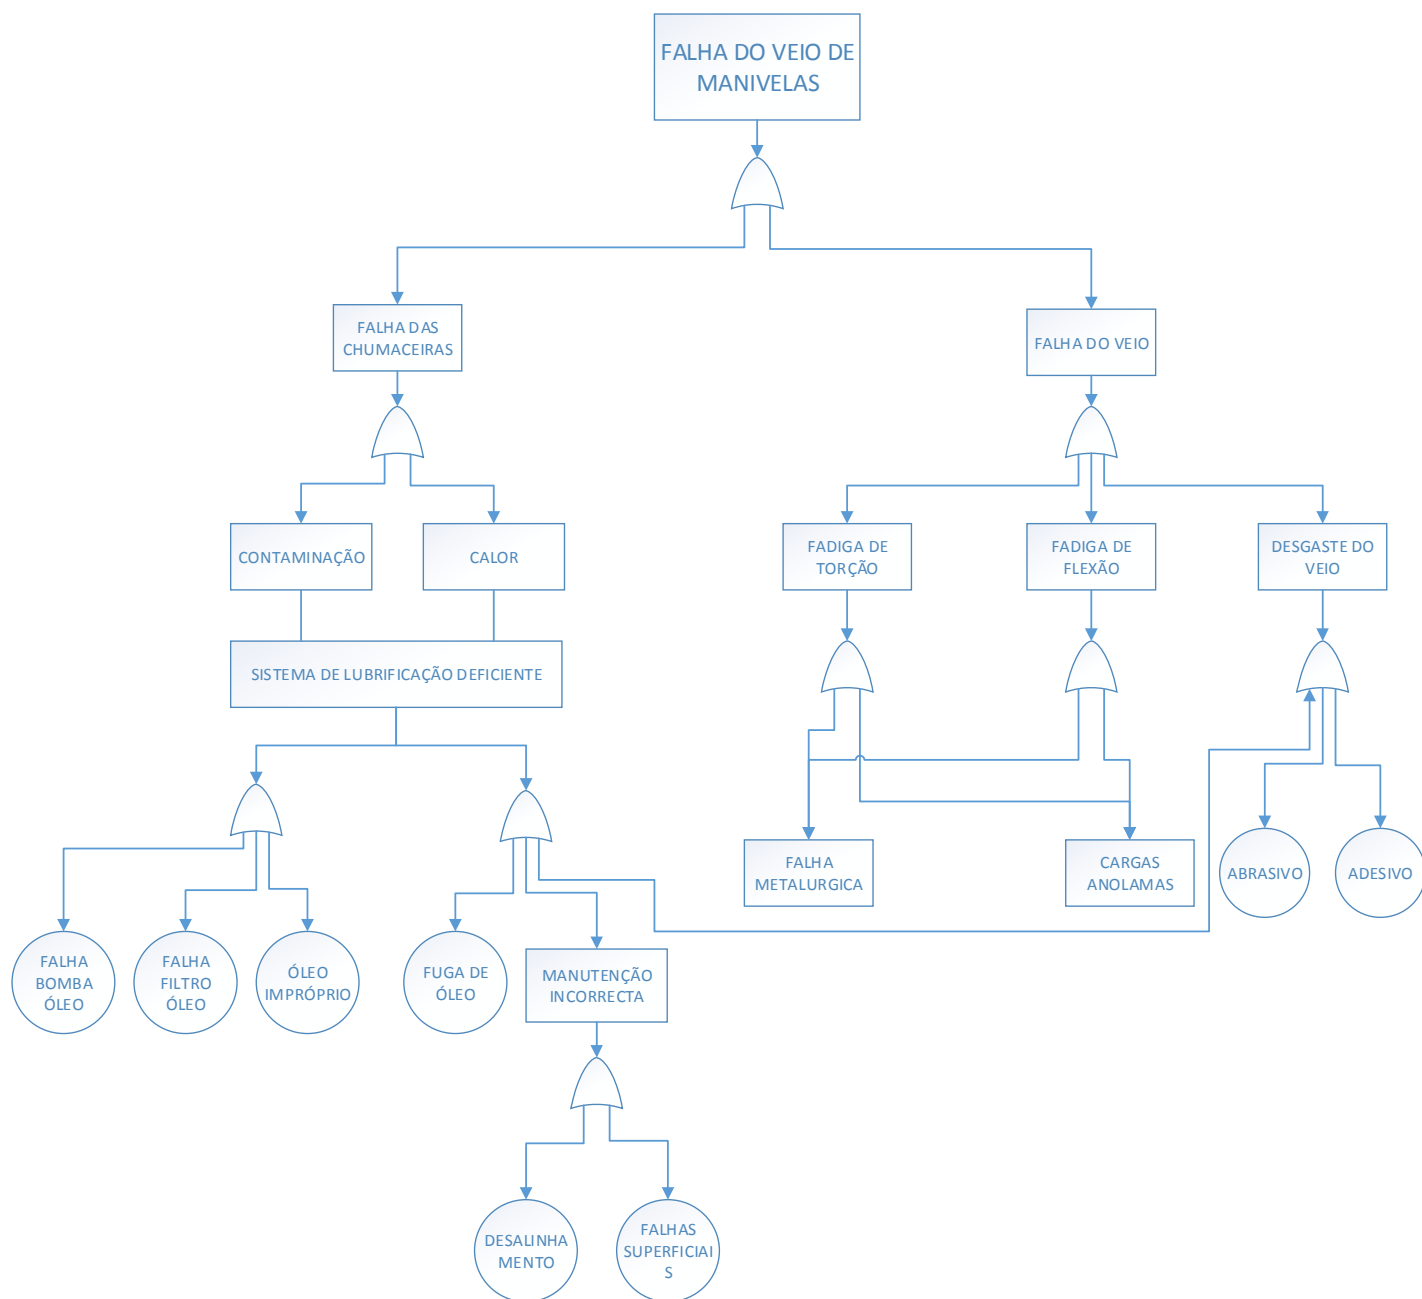 FALHA DO VEIO DE
MANIVELAS
FALHA DAS
CHUMACEIRAS
FALHA DO VEIO
CONTAMINAÇÃO
CALOR
FADIGA DE
TORÇÃO
FADIGA DE
FLEXÃO
DESGASTE DO
VEIO
SISTEMA DE LUBRIFICAÇÃO DEFICIENTE
FALHA
METALURGICA
CARGAS
ANOLAMAS
ABRASIVO
ADESIVO
FALHA
BOMBA
ÓLEO
FALHA
FILTRO
ÓLEO
ÓLEO
IMPRÓPRIO
FUGA DE
ÓLEO
MANUTENÇÃO
INCORRECTA
DESALINHA
MENTO
FALHAS
SUPERFICIAI
S